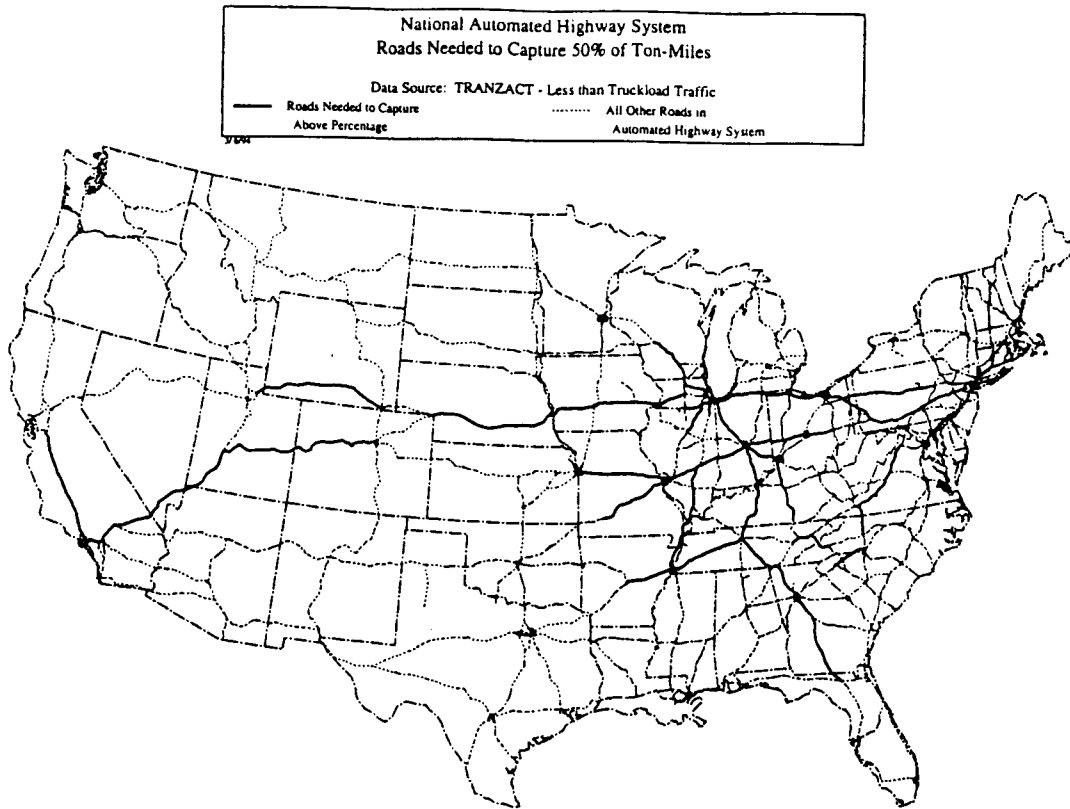 National Automated Highway System
Roads Needed to Capture 50% of Ton-Miles
Data Source: TRANZACT - Less than Truckload Traffic
Roads Needed to Capture
Above Percentage
All Other Roads in
Automated Highway System